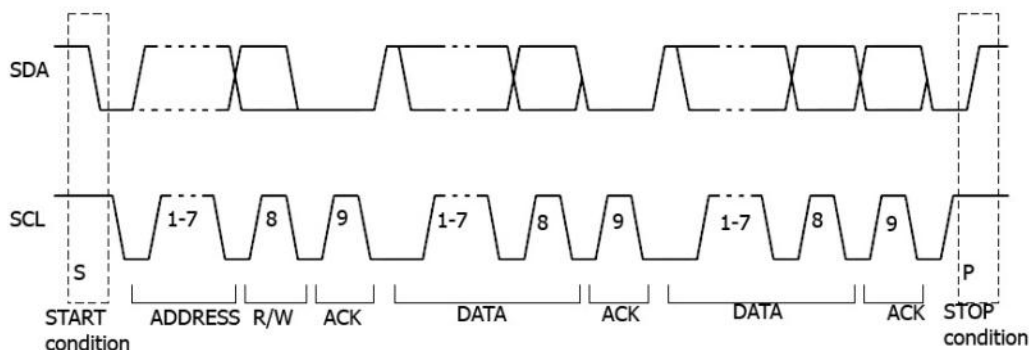 SDA
SCL
1-7 8 9 1-7 8 9 1-7 8 9
S P
START condition
ADDRESS R/W ACK DATA ACK DATA ACK
STOP condition